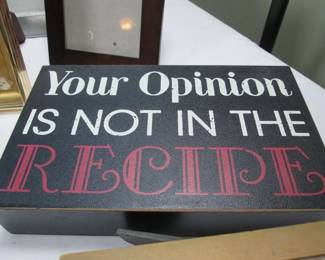 Your Opinion
IS NOT IN THE
RECIPE